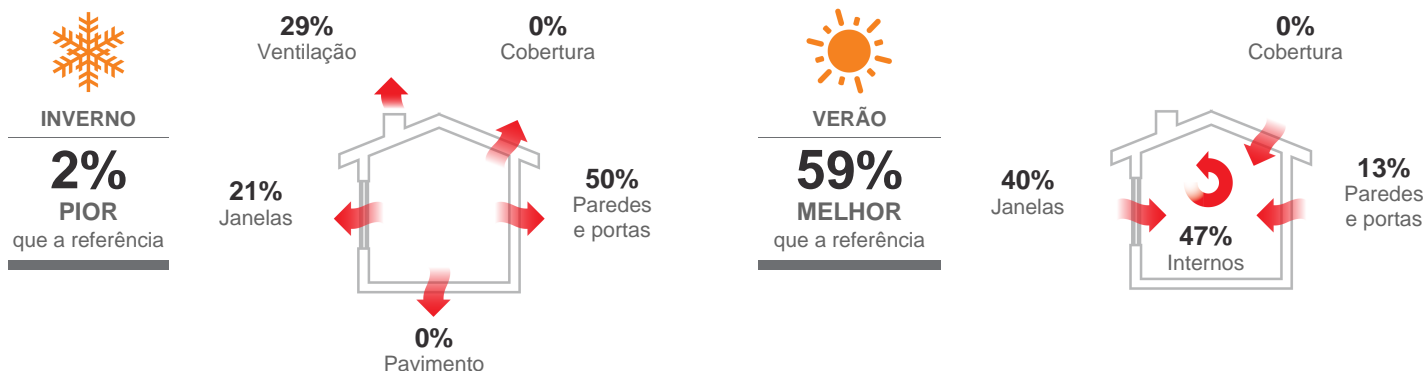 INVERNO
2%
PIOR
que a referência
29%
Ventilação
0%
Cobertura
21%
Janelas
50%
Paredes
e portas
0%
Pavimento
VERÃO
59%
MELHOR
que a referência
0%
Cobertura
40%
Janelas
13%
Paredes
e portas
47%
Internos